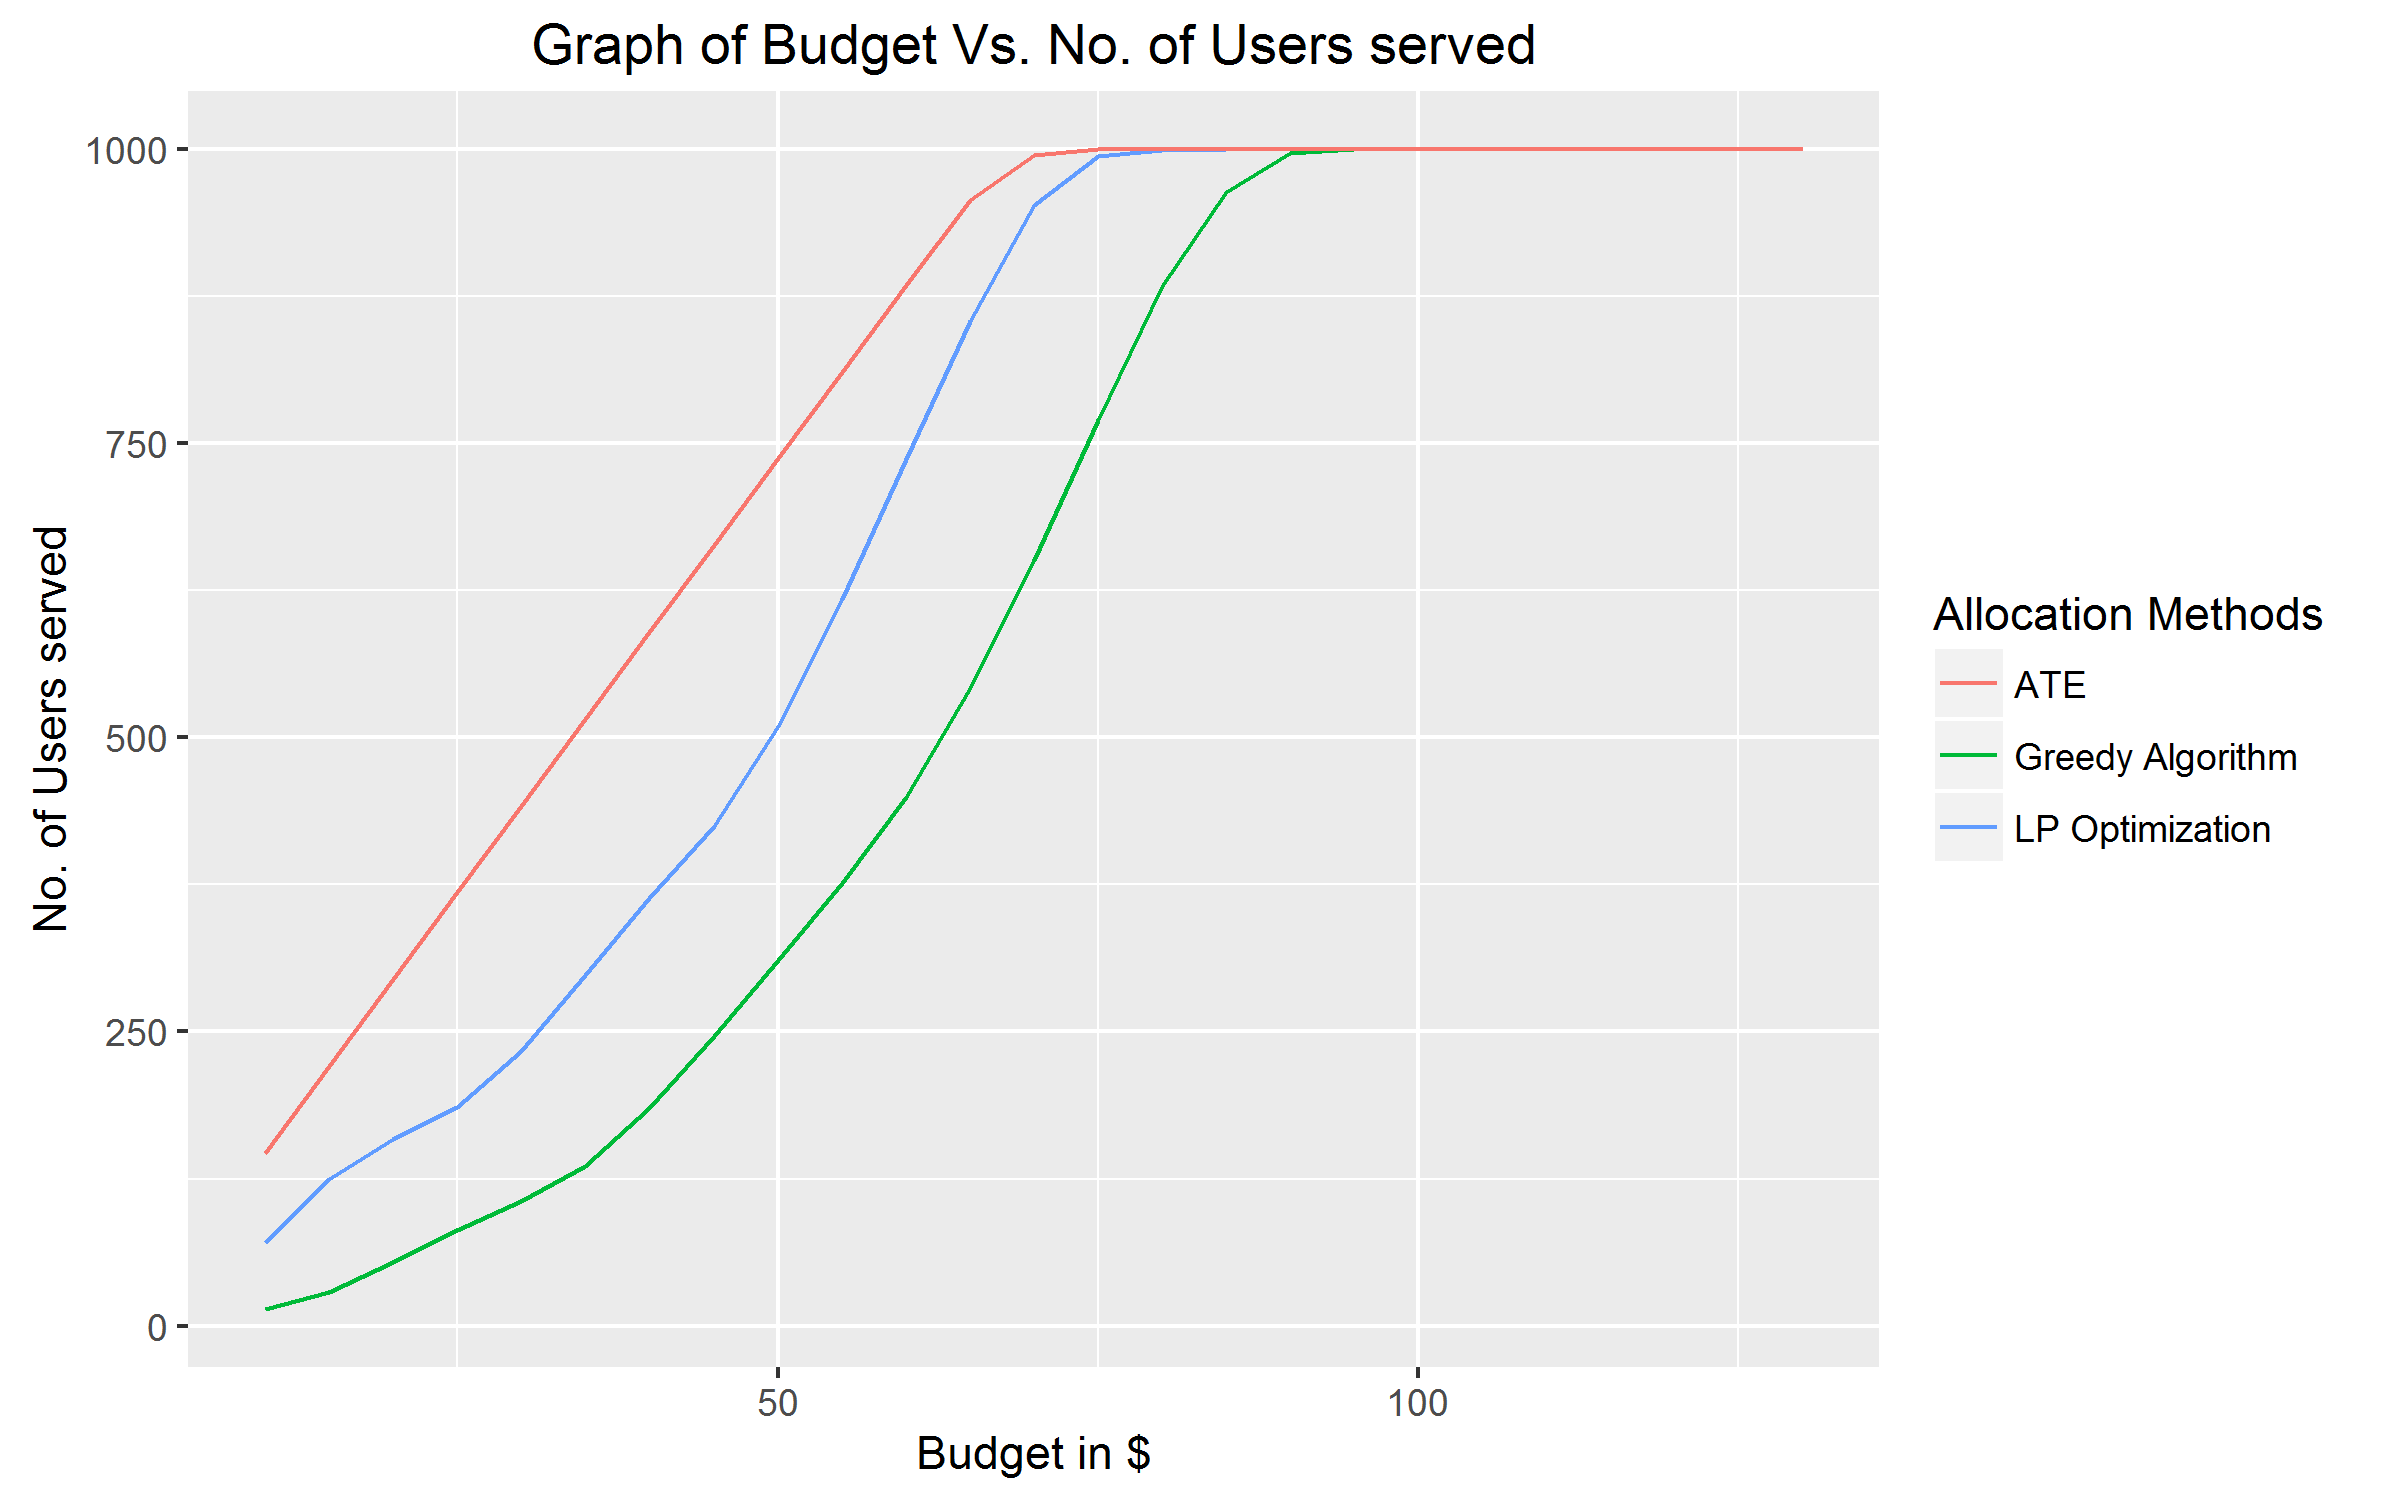 Graph of Budget Vs. No. of Users served
No. of Users served
1000
750
500
250
0
50
100
Budget in $
Allocation Methods
ATE
Greedy Algorithm
LP Optimization